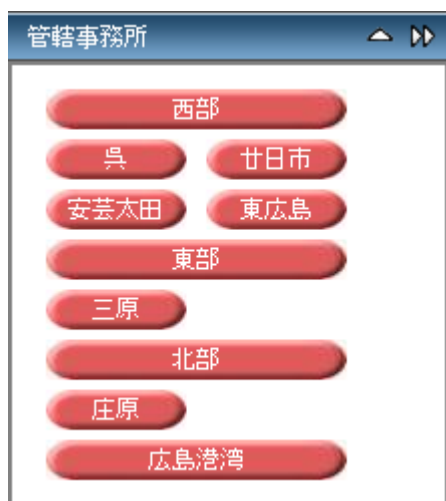 管轄事務所
西部
呉 廿日市
安芸太田 東広島
東部
三原
北部
庄原
広島港湾